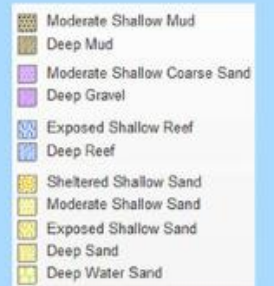 Moderate Shallow Mud
Deep Mud
Moderate Shallow Coarse Sand
Deep Gravel
Exposed Shallow Reef
Deep Reef
Sheltered Shallow Sand
Moderate Shallow Sand
Exposed Shallow Sand
Deep Sand
Deep Water Sand